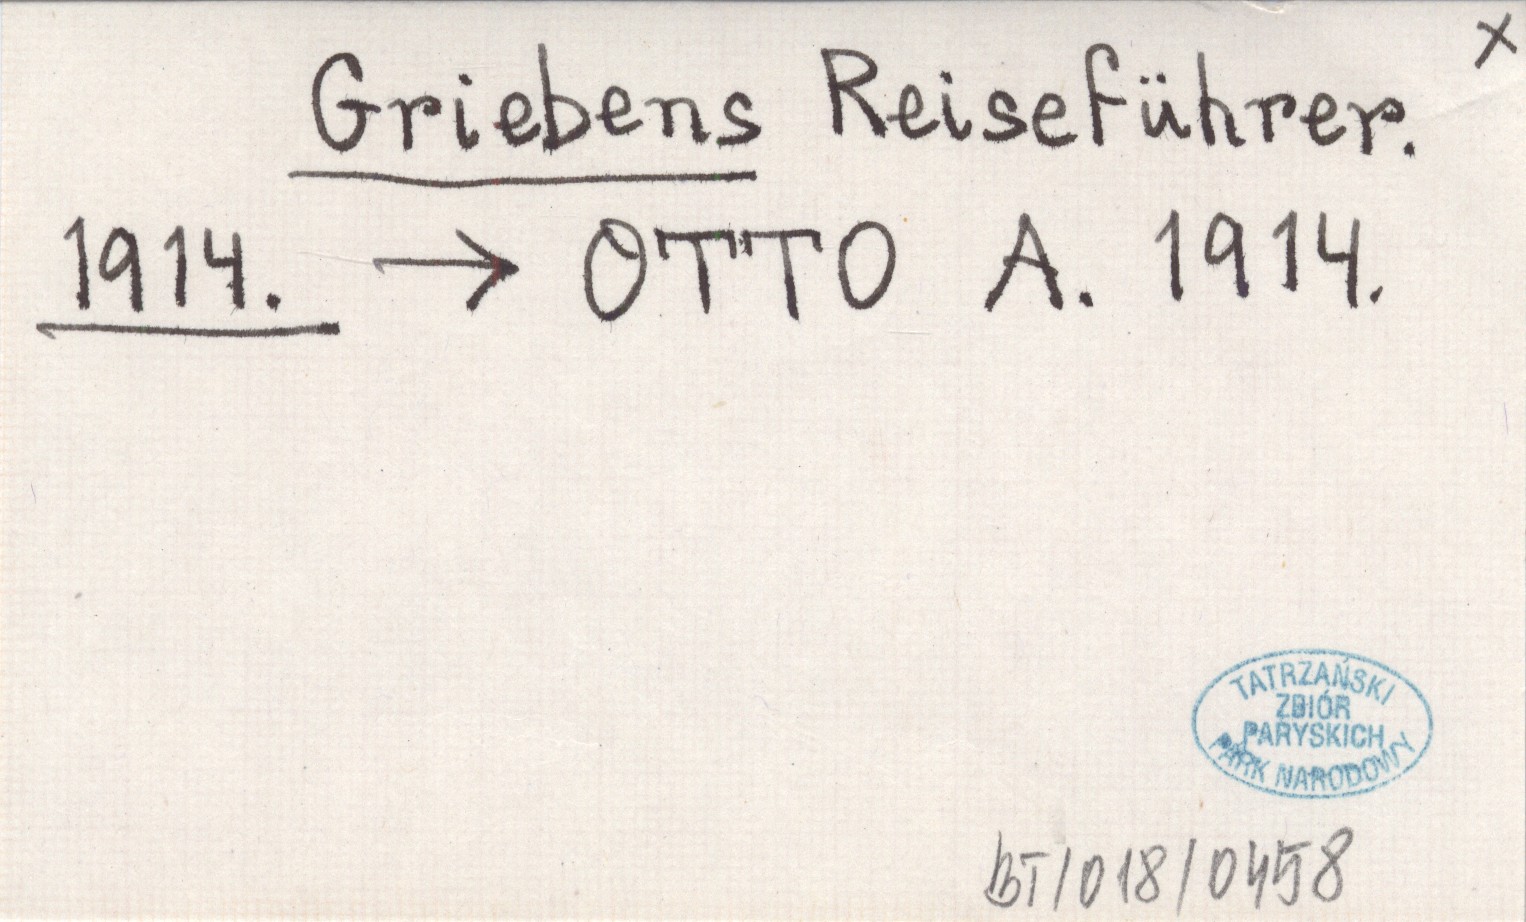 x
Griebens Reiseführer.
1914. → OTTO A. 1914.
TATRZAŃSKI
ZBIÓR
PARYSKICH
PARK NARODOWY
BT/018/0458